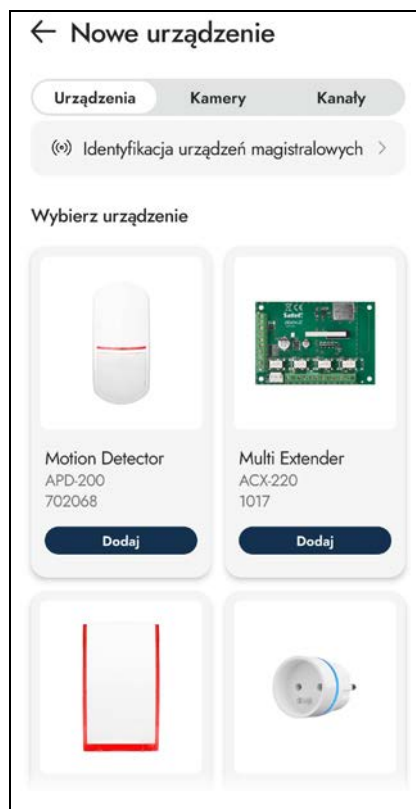 Nowe urządzenie
Urządzenia Kamery Kanały
Identyfikacja urządzeń magistralowych
Wybierz urządzenie
Satel
Motion Detector
APD-200
702068
Dodaj
Multi Extender
ACX-220
1017
Dodaj